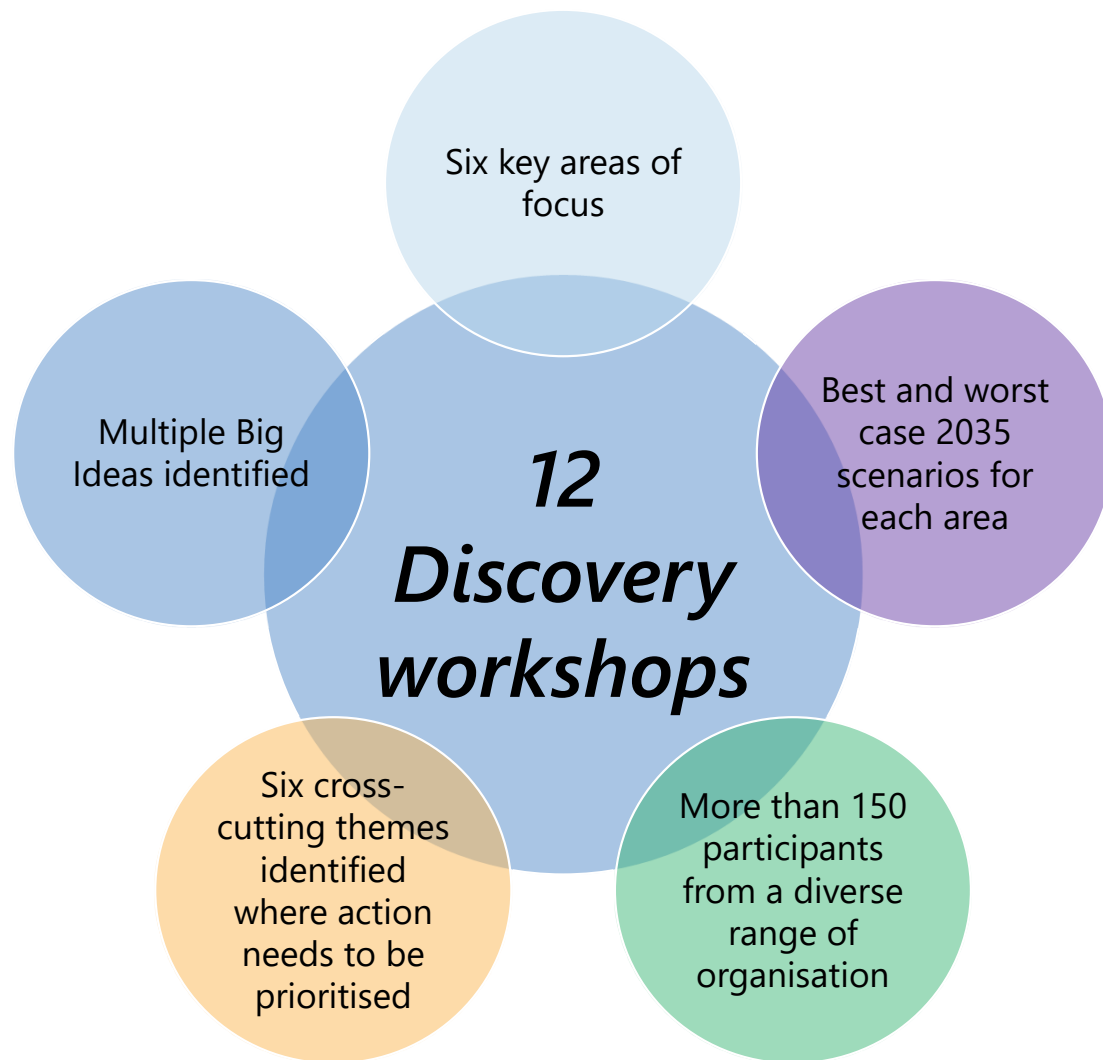 Six key areas of
focus
Multiple Big
Ideas identified
12
Discovery
workshops
Best and worst
case 2035
scenarios for
each area
Six cross-
cutting themes
identified
where action
needs to be
prioritised
More than 150
participants
from a diverse
range of
organisation